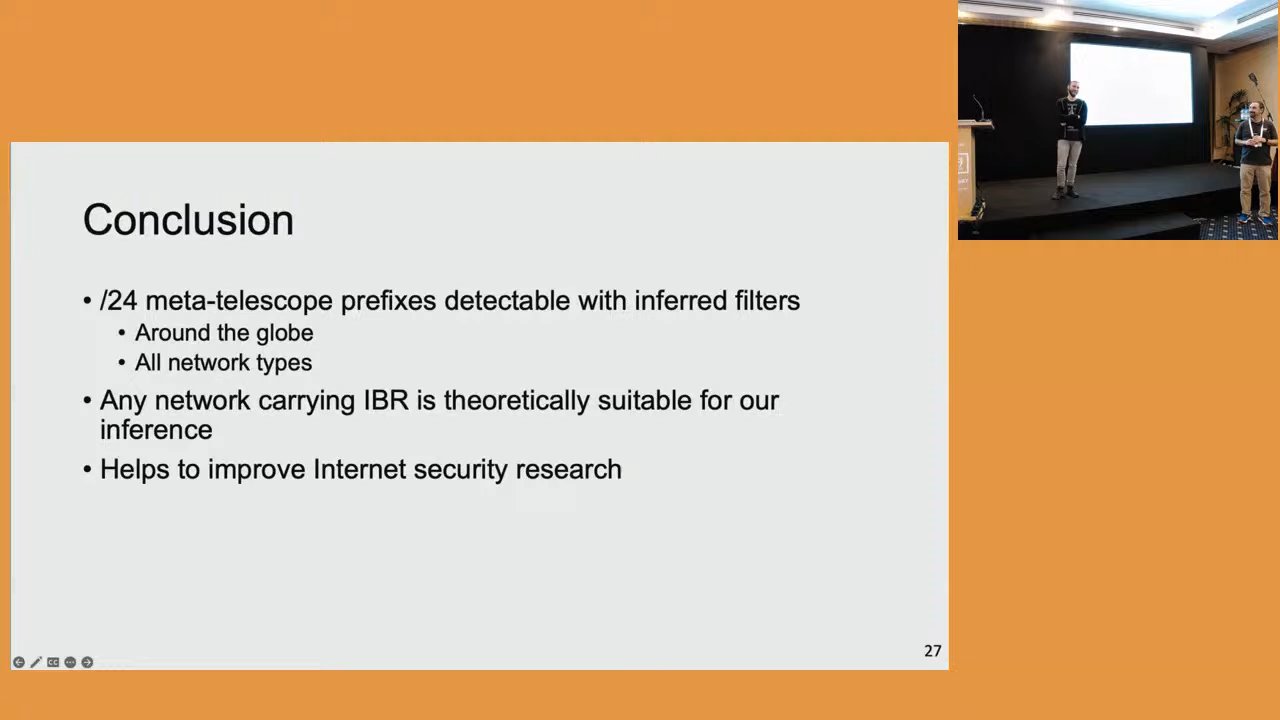 Conclusion
• /24 meta-telescope prefixes detectable with inferred filters
• Around the globe
• All network types
• Any network carrying IBR is theoretically suitable for our
inference
• Helps to improve Internet security research
27